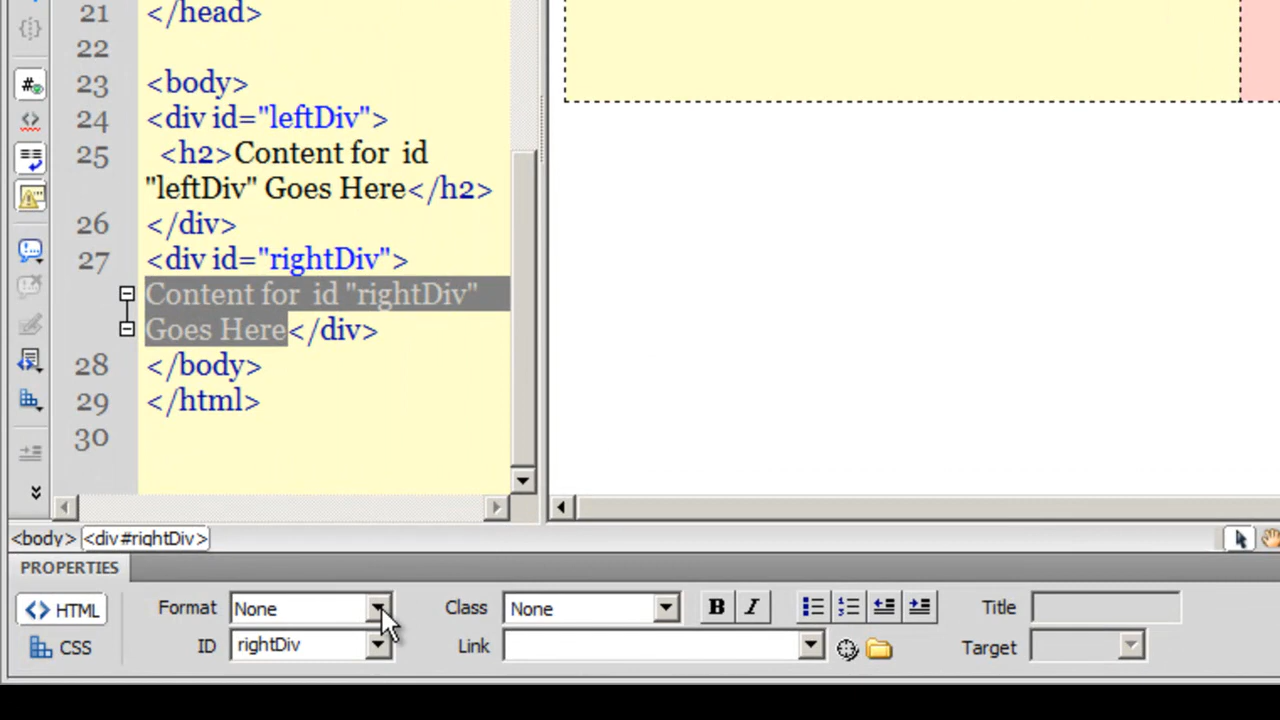 21 </head>
22
23 <body>
24 <div id="leftDiv">
25 <h2>Content for  id
"leftDiv" Goes Here</h2>
26 </div>
27 <div id="rightDiv">
Content for  id "rightDiv"
Goes Here</div>
28 </body>
29 </html>
30
<body> <div#rightDiv>
PROPERTIES
<> HTML Format None Class None B I Title
CSS ID rightDiv Link Target